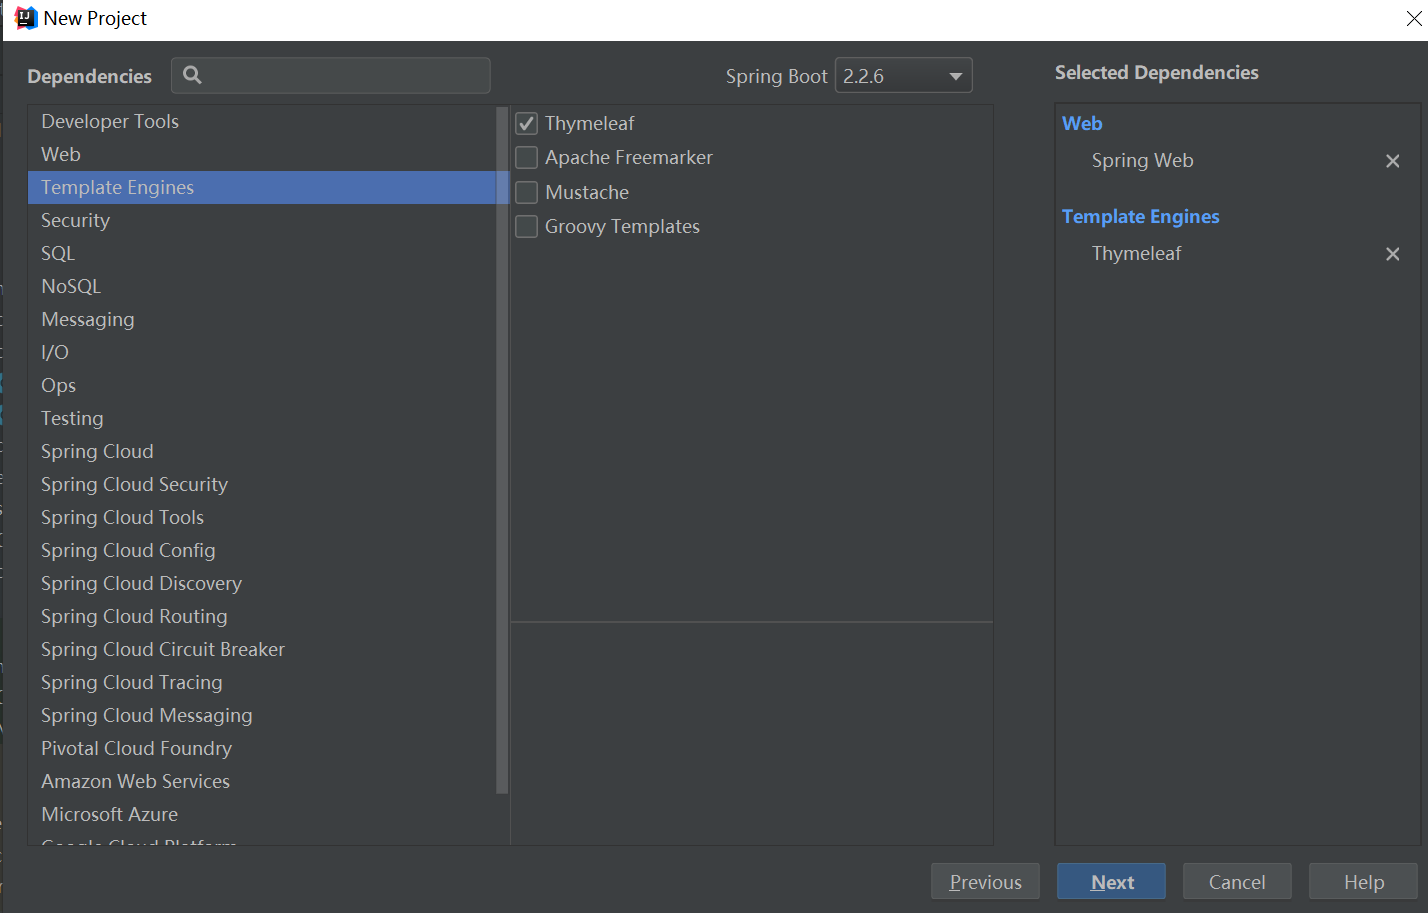 New Project
Dependencies
Spring Boot 2.2.6
Selected Dependencies
Developer Tools
Web
Template Engines
Security
SQL
NoSQL
Messaging
I/O
Ops
Testing
Spring Cloud
Spring Cloud Security
Spring Cloud Tools
Spring Cloud Config
Spring Cloud Discovery
Spring Cloud Routing
Spring Cloud Circuit Breaker
Spring Cloud Tracing
Spring Cloud Messaging
Pivotal Cloud Foundry
Amazon Web Services
Microsoft Azure
Google Cloud Platform
Thymeleaf
Apache Freemarker
Mustache
Groovy Templates
Web
Spring Web
Template Engines
Thymeleaf
Previous
Next
Cancel
Help